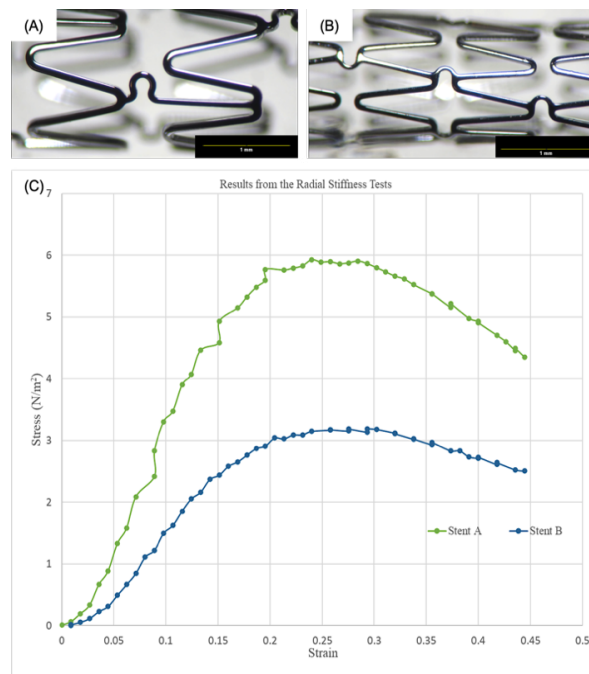 (A)
1 mm
(B)
1 mm
(C)
Results from the Radial Stiffness Tests
7
6
5
4
3
2
1
0
Stress (N/m²)
Stent A
Stent B
0 0.05 0.1 0.15 0.2 0.25 0.3 0.35 0.4 0.45 0.5
Strain